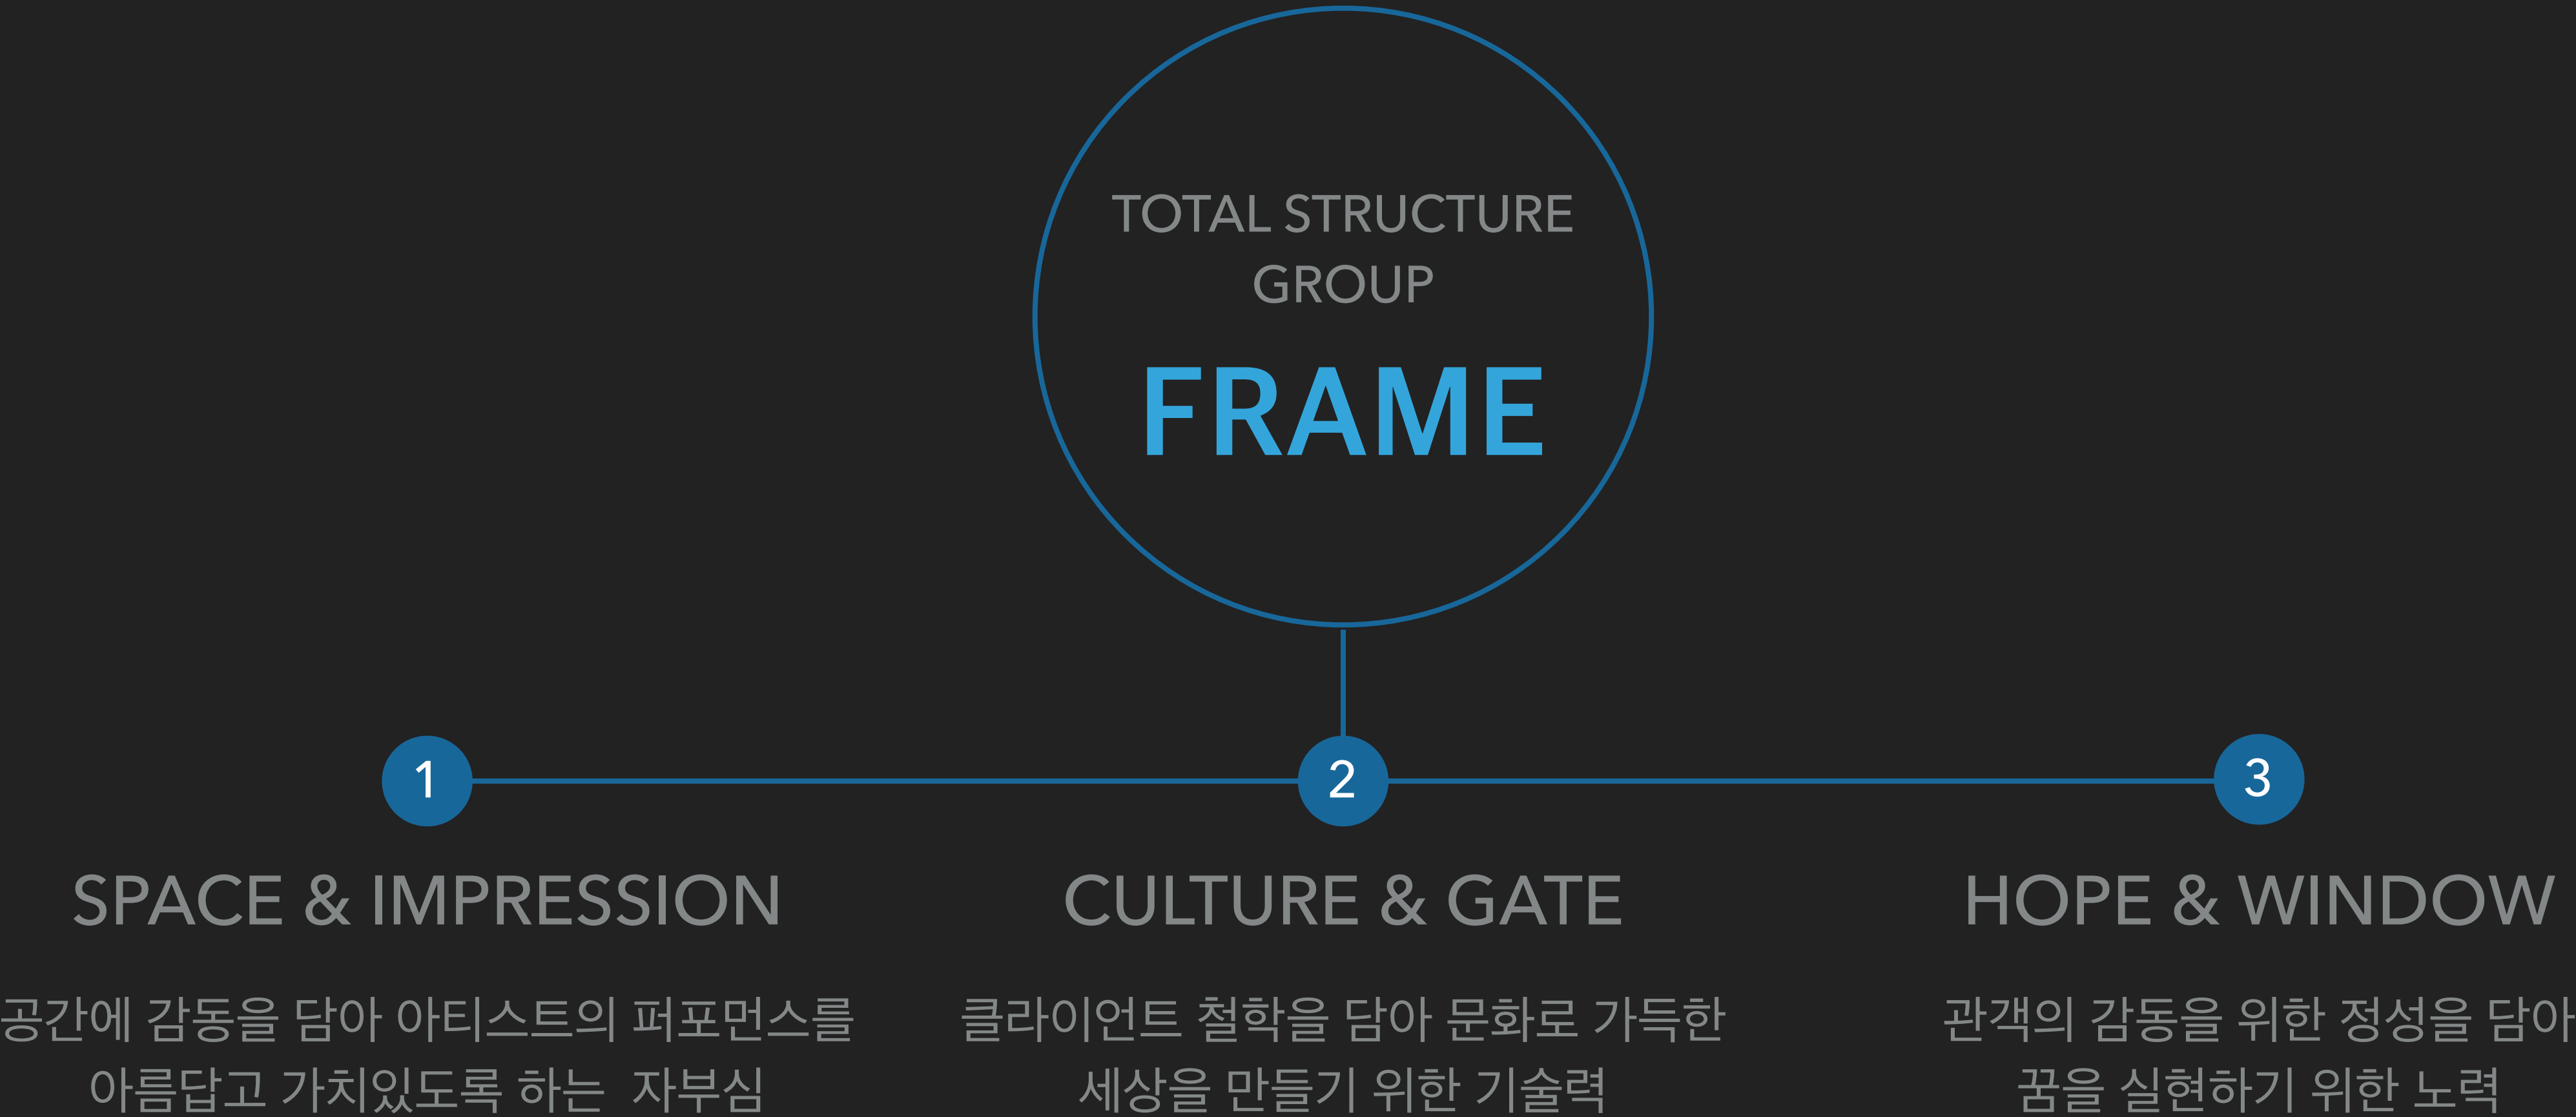 TOTAL STRUCTURE
GROUP
FRAME
1
2
3
SPACE & IMPRESSION
공간에 감동을 담아 아티스트의 퍼포먼스를
아름답고 가치있도록 하는 자부심
CULTURE & GATE
클라이언트 철학을 담아 문화로 가득한
세상을 만들기 위한 기술력
HOPE & WINDOW
관객의 감동을 위한 정성을 담아
꿈을 실현하기 위한 노력